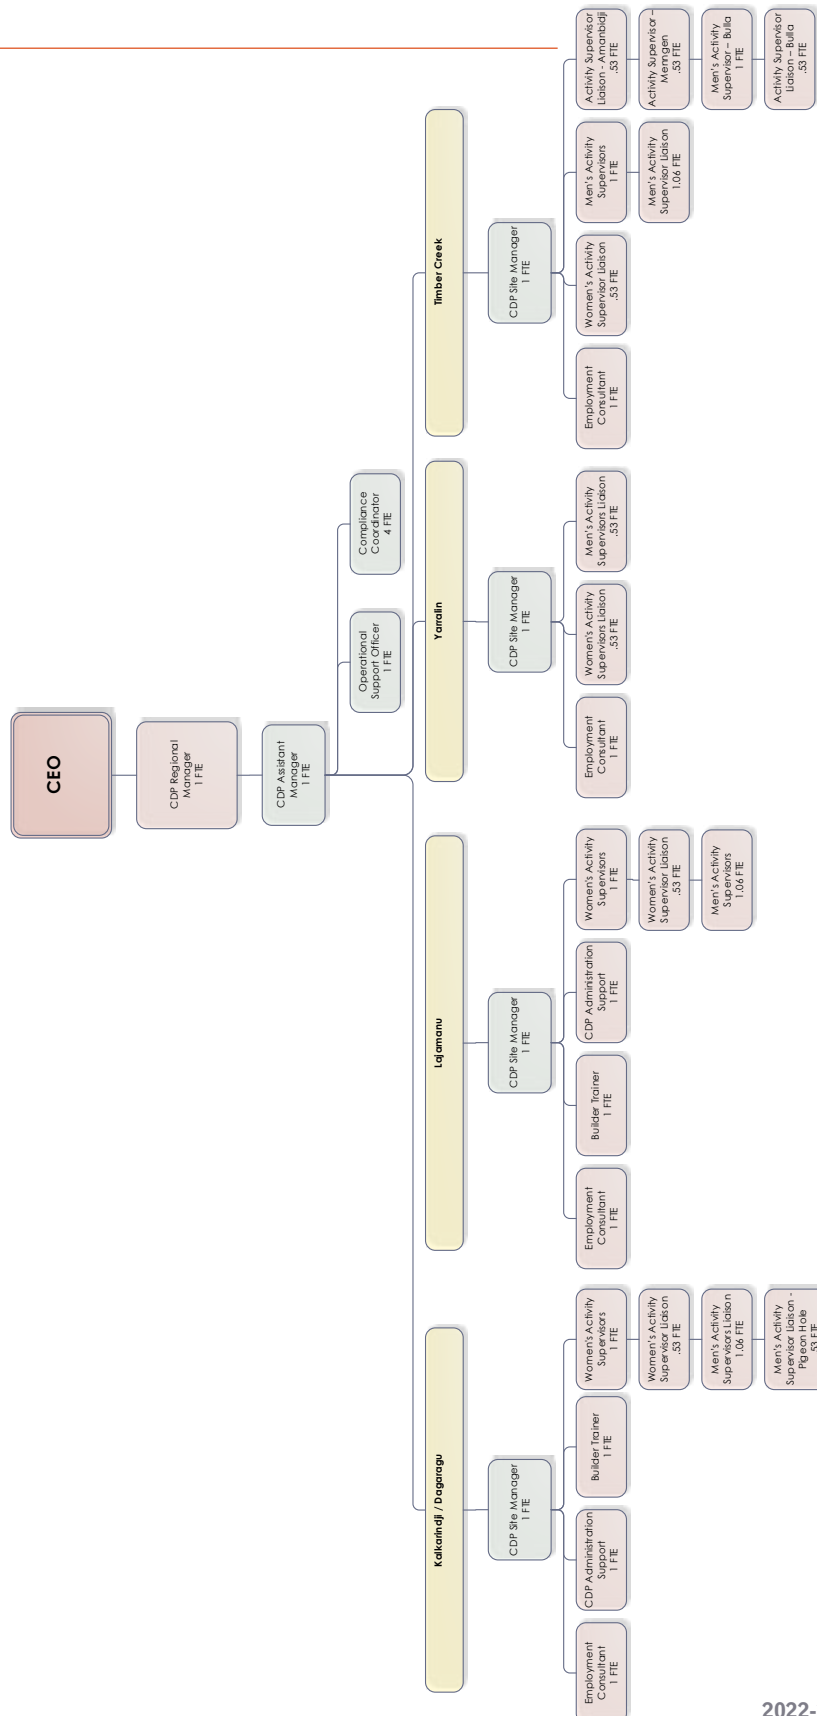 CEO
CDP Regional
Manager
1 FTE
CDP Assistant
Manager
1 FTE
Operational
Support Officer
1 FTE
Compliance
Coordinator
4 FTE
Kalkarindji / Dagaragu
CDP Site Manager
1 FTE
Employment
Consultant
1 FTE
CDP Administration
Support
1 FTE
Builder Trainer
1 FTE
Women's Activity
Supervisors
1 FTE
Women's Activity
Supervisor Liaison
.53 FTE
Men's Activity
Supervisors Liaison
1.06 FTE
Men's Activity
Supervisor Liaison -
Pigeon Hole
.53 FTE
Lajamanu
CDP Site Manager
1 FTE
Employment
Consultant
1 FTE
Builder Trainer
1 FTE
CDP Administration
Support
1 FTE
Women's Activity
Supervisors
1 FTE
Women's Activity
Supervisor Liaison
.53 FTE
Men's Activity
Supervisors
1.06 FTE
Yarralin
CDP Site Manager
1 FTE
Employment
Consultant
1 FTE
Women's Activity
Supervisors Liaison
.53 FTE
Men's Activity
Supervisors Liaison
.53 FTE
Timber Creek
CDP Site Manager
1 FTE
Employment
Consultant
1 FTE
Women's Activity
Supervisor Liaison
.53 FTE
Men's Activity
Supervisors
1 FTE
Men's Activity
Supervisor Liaison
1.06 FTE
Activity Supervisor
Liaison - Amanbidji
.53 FTE
Activity Supervisor –
Menngen
.53 FTE
Men's Activity
Supervisor – Bulla
1 FTE
Activity Supervisor
Liaison – Bulla
.53 FTE
2022-